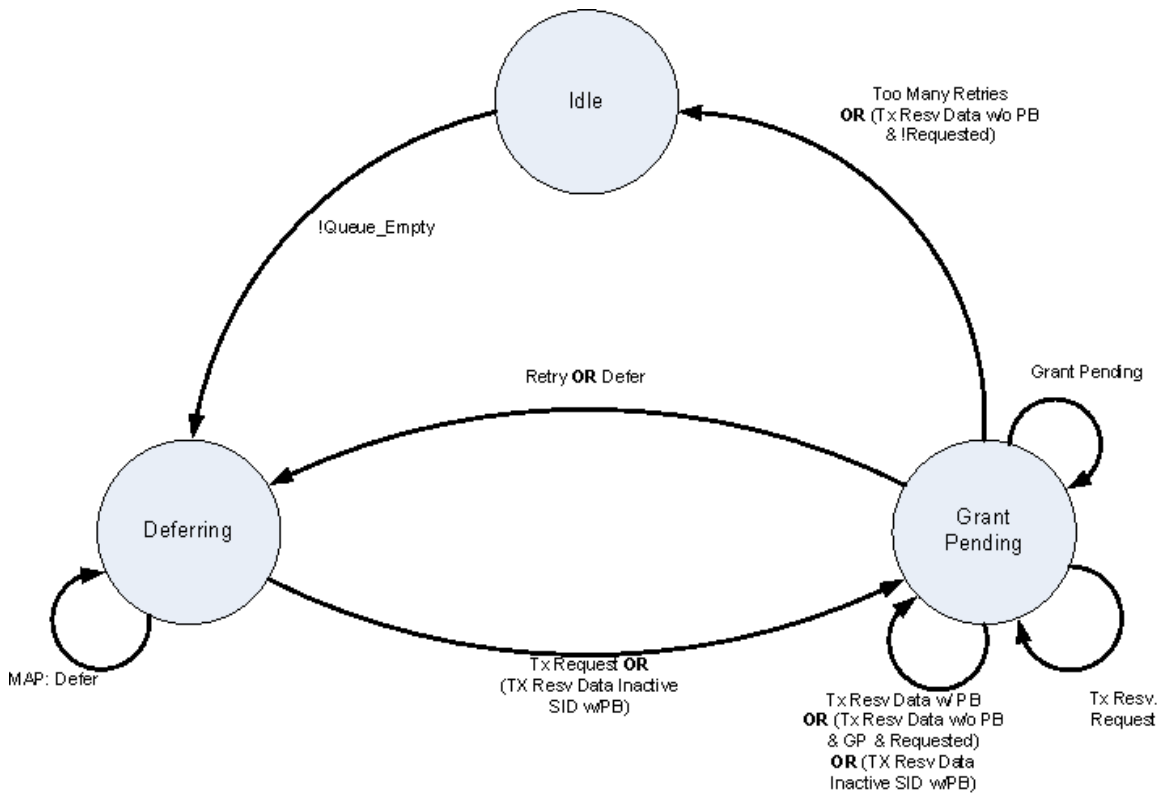 Idle
Too Many Retries
OR (Tx Resv Data w/o PB
& !Requested)
!Queue_Empty
Retry OR Defer
Grant Pending
Deferring
Grant
Pending
MAP: Defer
Tx Request OR
(TX Resv Data Inactive
SID w/PB)
Tx Resv Data w/ PB
OR (Tx Resv Data w/o PB
& GP & Requested)
OR (TX Resv Data
Inactive SID w/PB)
Tx Resv.
Request